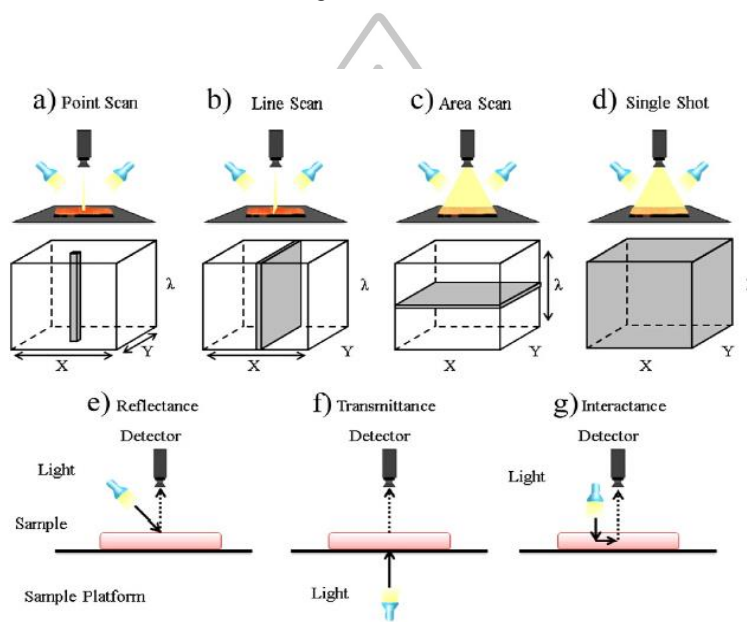 a) Point Scan
b) Line Scan
c) Area Scan
d) Single Shot
λ
Y
X
λ
Y
X
λ
Y
X
Y
X
e) Reflectance
Detector
Light
Sample
Sample Platform
f) Transmittance
Detector
Light
g) Interactance
Detector
Light